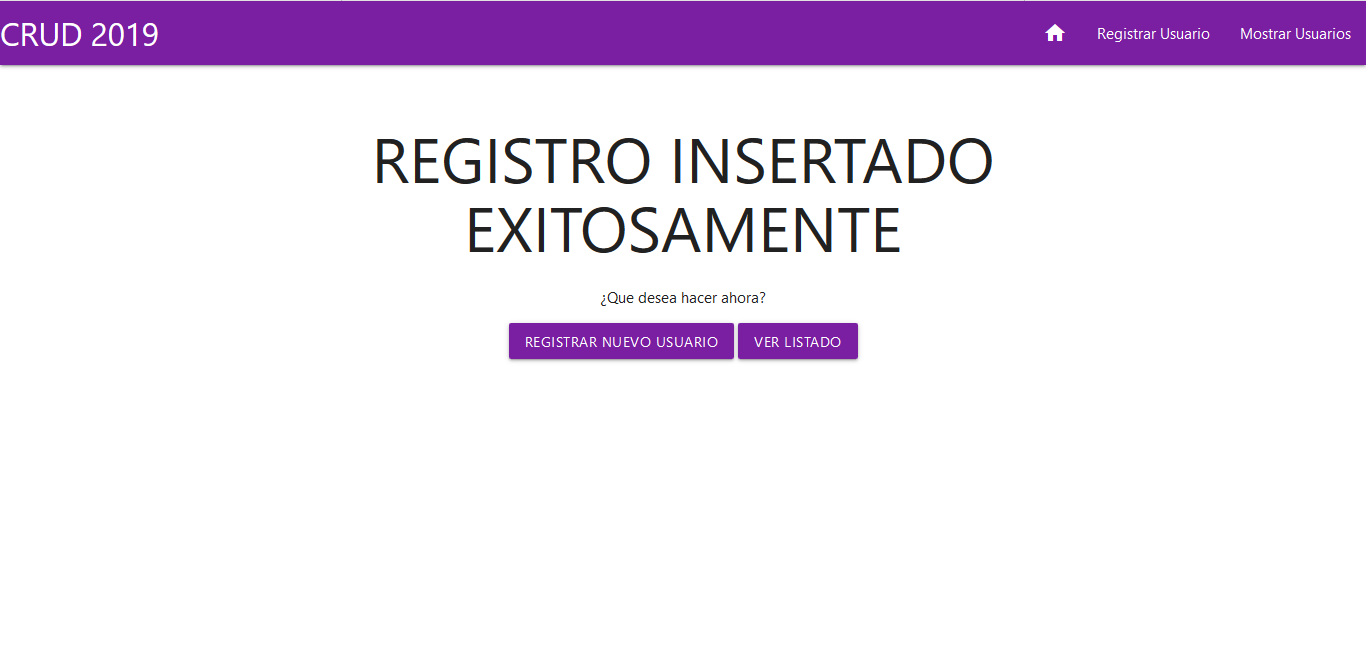 CRUD 2019
Registrar Usuario
Mostrar Usuarios
REGISTRO INSERTADO
EXITOSAMENTE
¿Que desea hacer ahora?
REGISTRAR NUEVO USUARIO
VER LISTADO